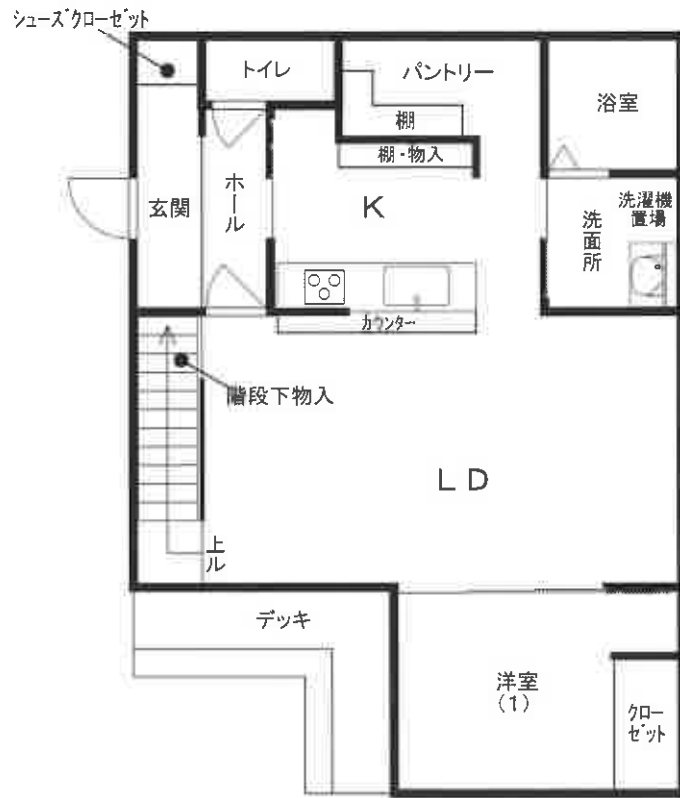 シューズクローゼット
トイレ
パントリー
棚
棚・物入
浴室
玄関
ホール
K
洗面所
洗濯機
置場
カウンター
階段下物入
LD
上ル
デッキ
洋室
(1)
クロー
ゼット